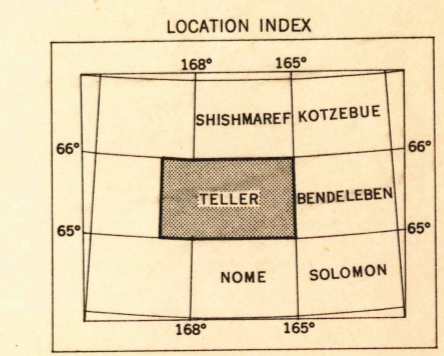 LOCATION INDEX
168° 165°
SHISHMAREF KOTZEBUE
66° 66°
TELLER BENDELEBEN
65° 65°
NOME SOLOMON
168° 165°